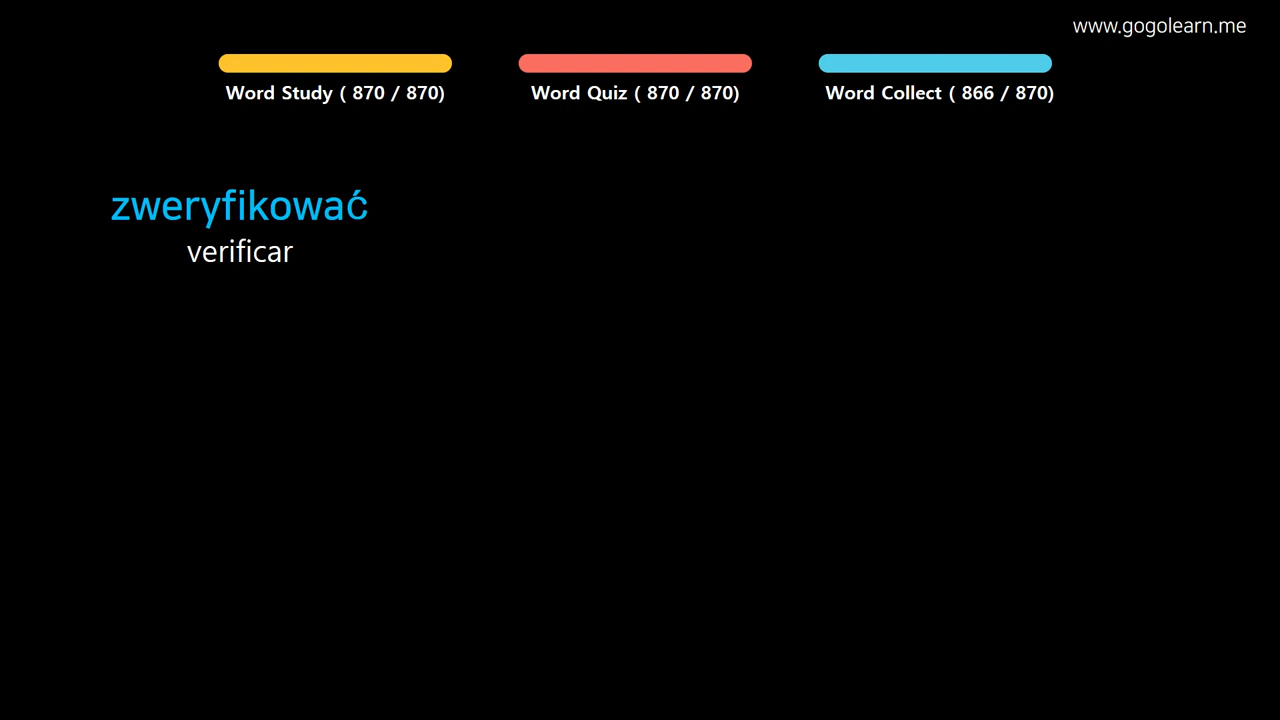 www.gogolearn.me
Word Study ( 870 / 870)
Word Quiz ( 870 / 870)
Word Collect ( 866 / 870)
zweryfikować
verificar